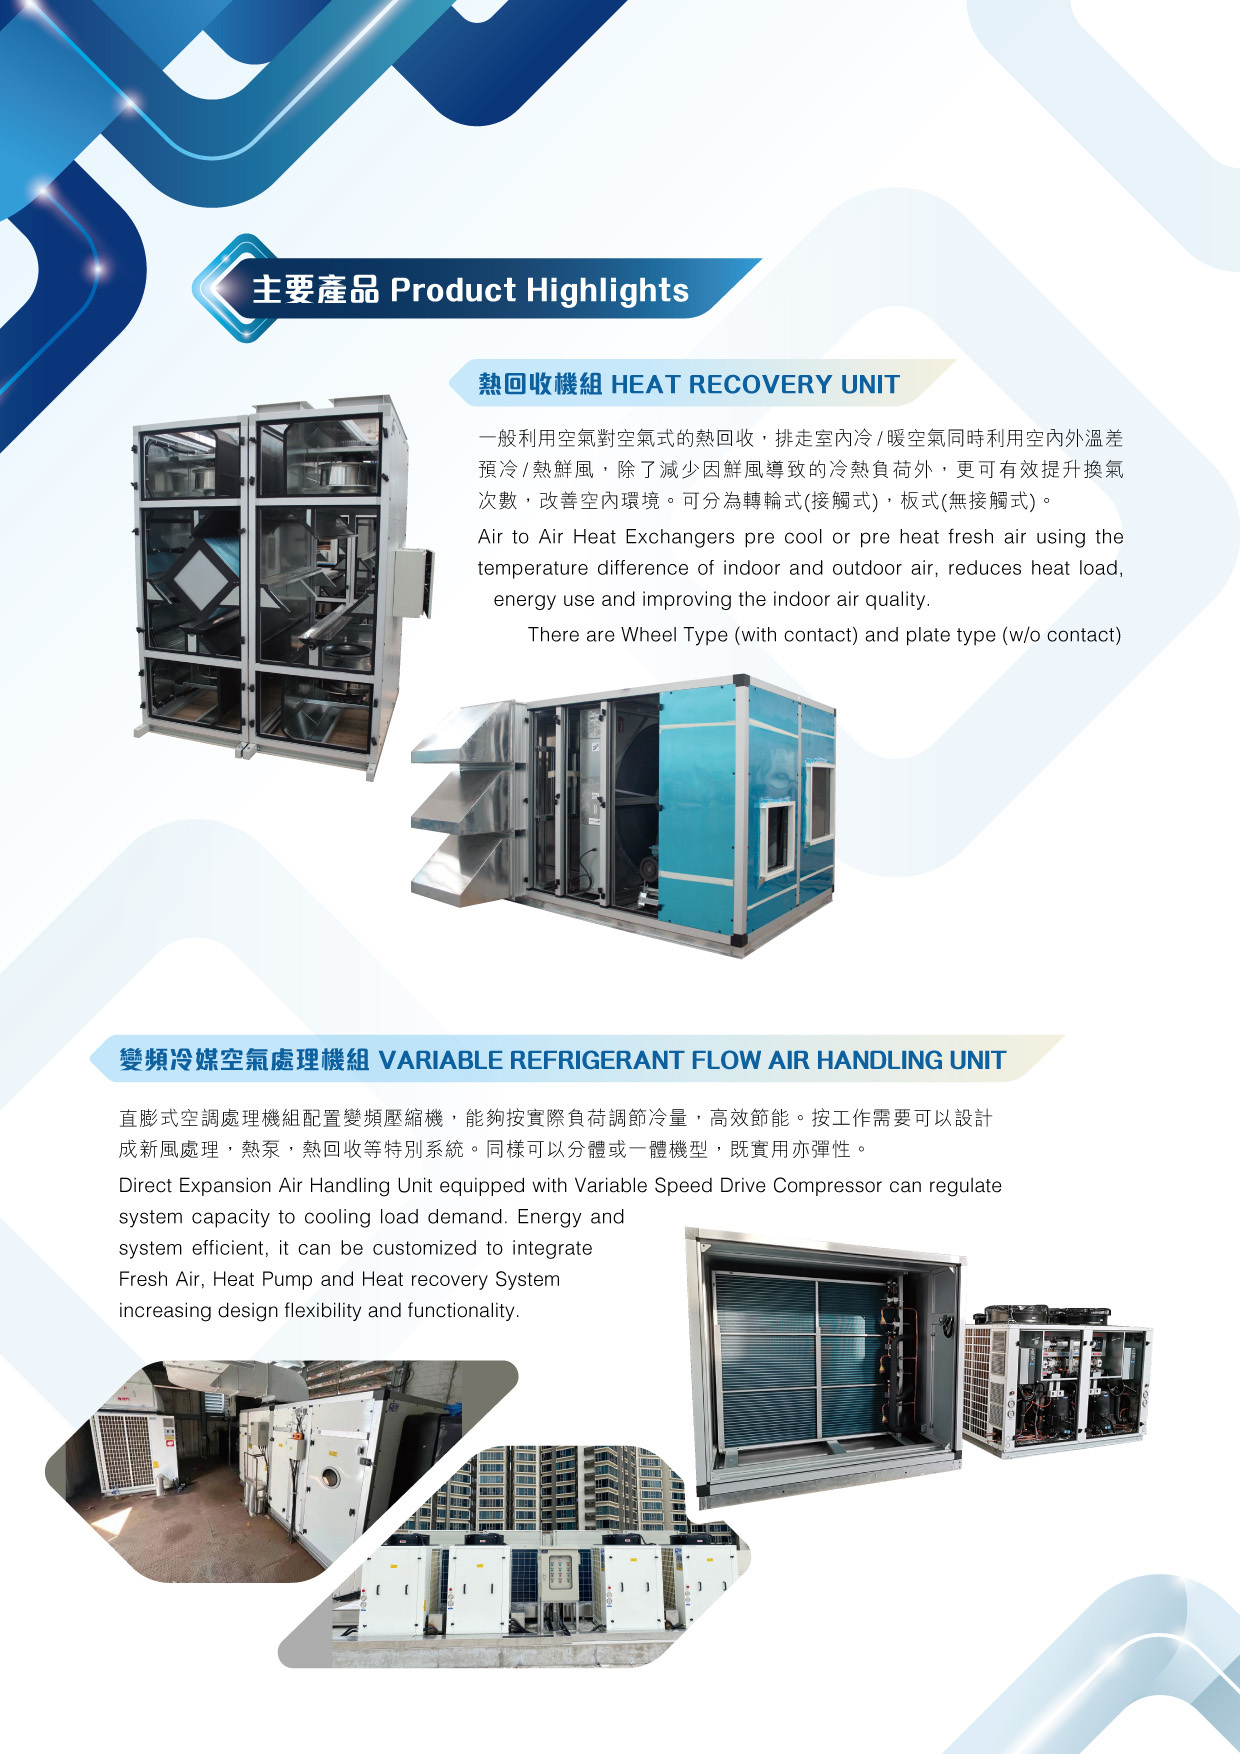 主要產品 Product Highlights
熱回收機組 HEAT RECOVERY UNIT
一般利用空氣對空氣式的熱回收，排走室內冷 / 暖空氣同時利用空內外溫差
預冷 / 熱鮮風，除了減少因鮮風導致的冷熱負荷外，更可有效提升換氣
次數，改善空內環境。可分為轉輪式(接觸式)，板式(無接觸式)。
Air to Air Heat Exchangers pre cool or pre heat fresh air using the
temperature difference of indoor and outdoor air, reduces heat load,
energy use and improving the indoor air quality.
There are Wheel Type (with contact) and plate type (w/o contact)
變頻冷媒空氣處理機組 VARIABLE REFRIGERANT FLOW AIR HANDLING UNIT
直膨式空調處理機組配置變頻壓縮機，能夠按實際負荷調節冷量，高效節能。按工作需要可以設計
成新風處理，熱泵，熱回收等特別系統。同樣可以分體或一體機型，既實用亦彈性。
Direct Expansion Air Handling Unit equipped with Variable Speed Drive Compressor can regulate
system capacity to cooling load demand. Energy and
system efficient, it can be customized to integrate
Fresh Air, Heat Pump and Heat recovery System
increasing design flexibility and functionality.